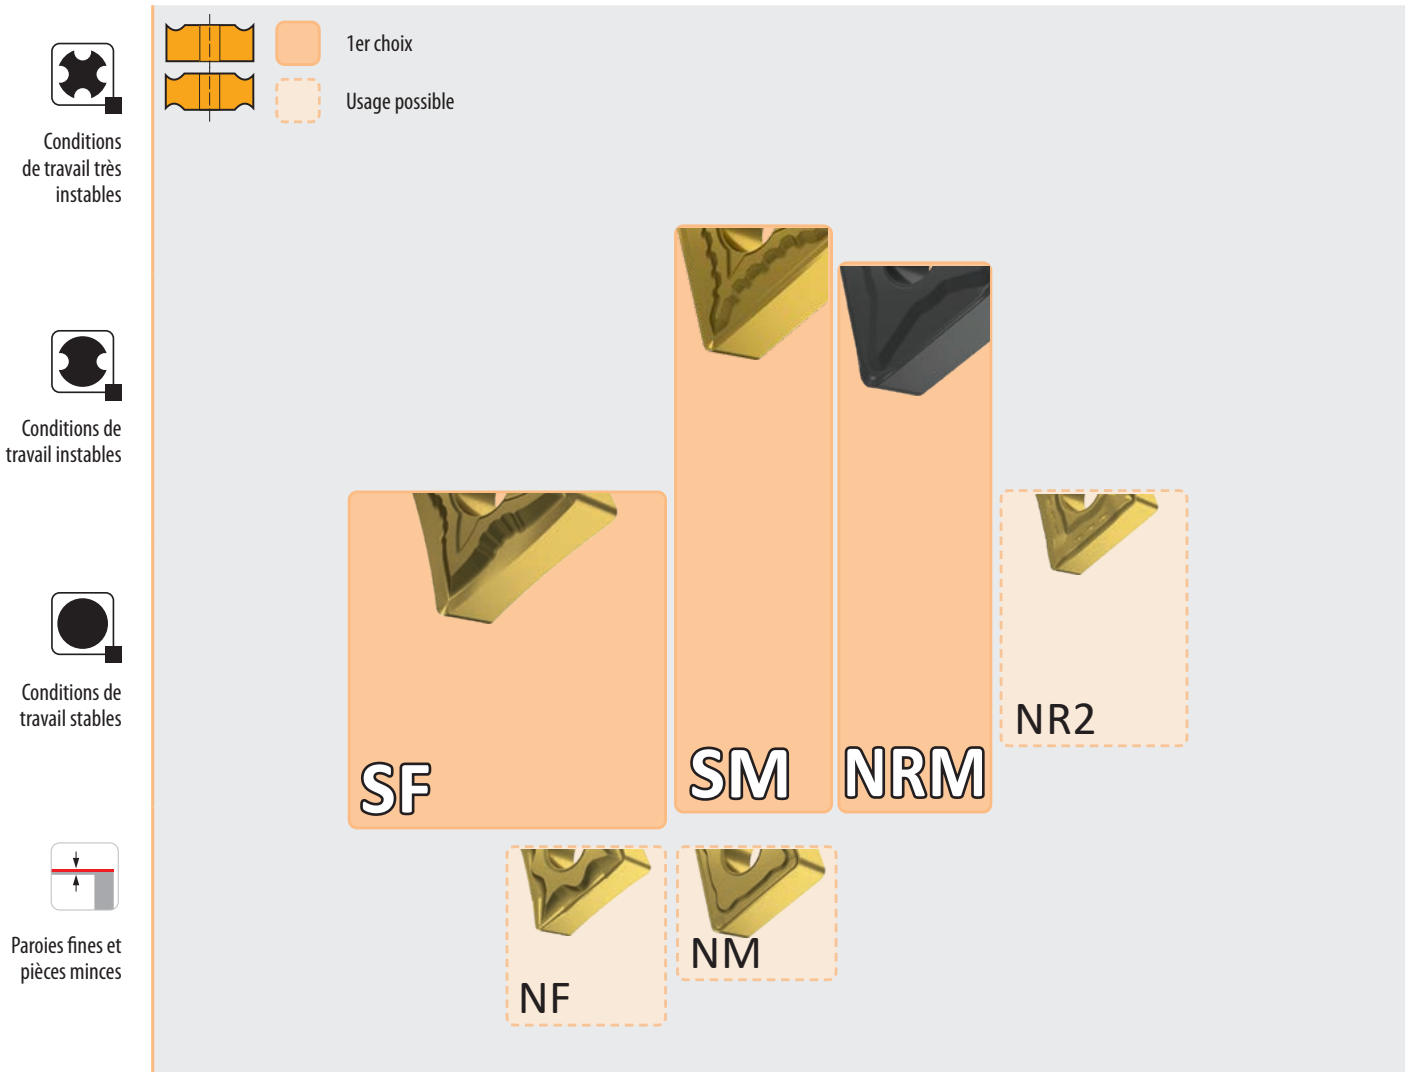 1er choix
Usage possible
Conditions
de travail très
instables
Conditions de
travail instables
Conditions de
travail stables
Paroies fines et
pièces minces
SF
SM
NRM
NR2
NF
NM